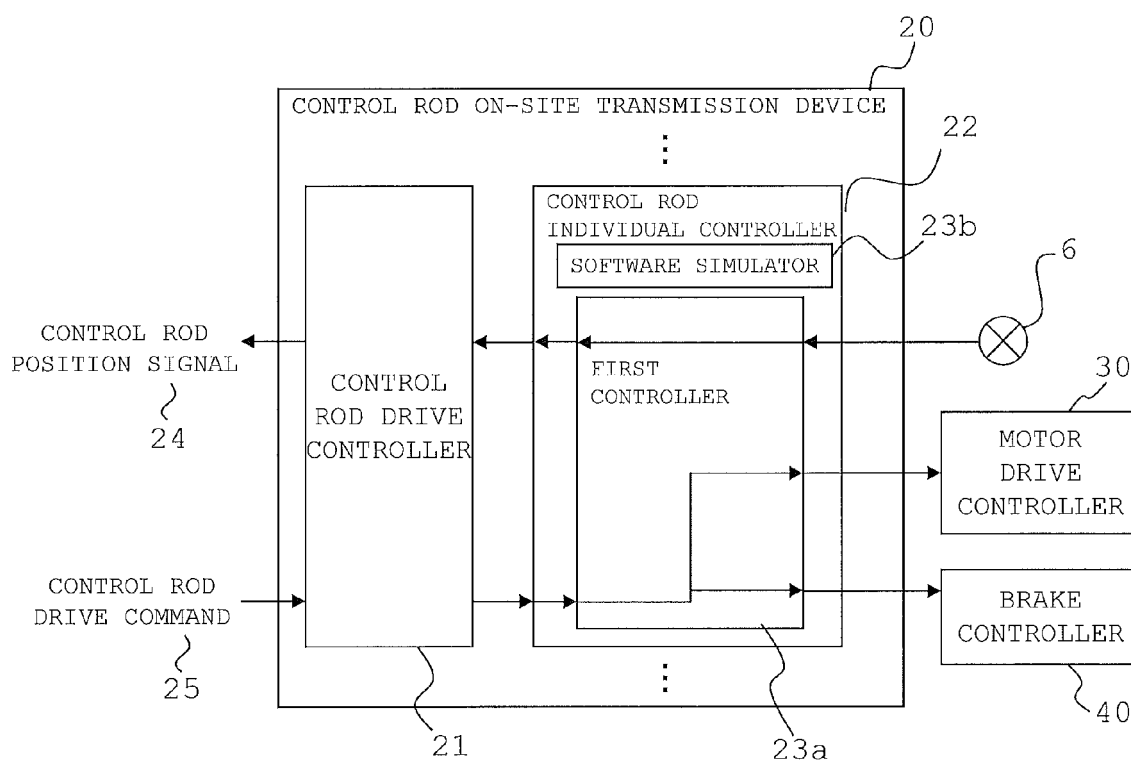 20
CONTROL ROD ON-SITE TRANSMISSION DEVICE
22
CONTROL ROD
INDIVIDUAL CONTROLLER
23b
SOFTWARE SIMULATOR
6
CONTROL ROD
POSITION SIGNAL
24
CONTROL
ROD DRIVE
CONTROLLER
FIRST
CONTROLLER
30
MOTOR
DRIVE
CONTROLLER
CONTROL ROD
DRIVE COMMAND
25
BRAKE
CONTROLLER
21
23a
40